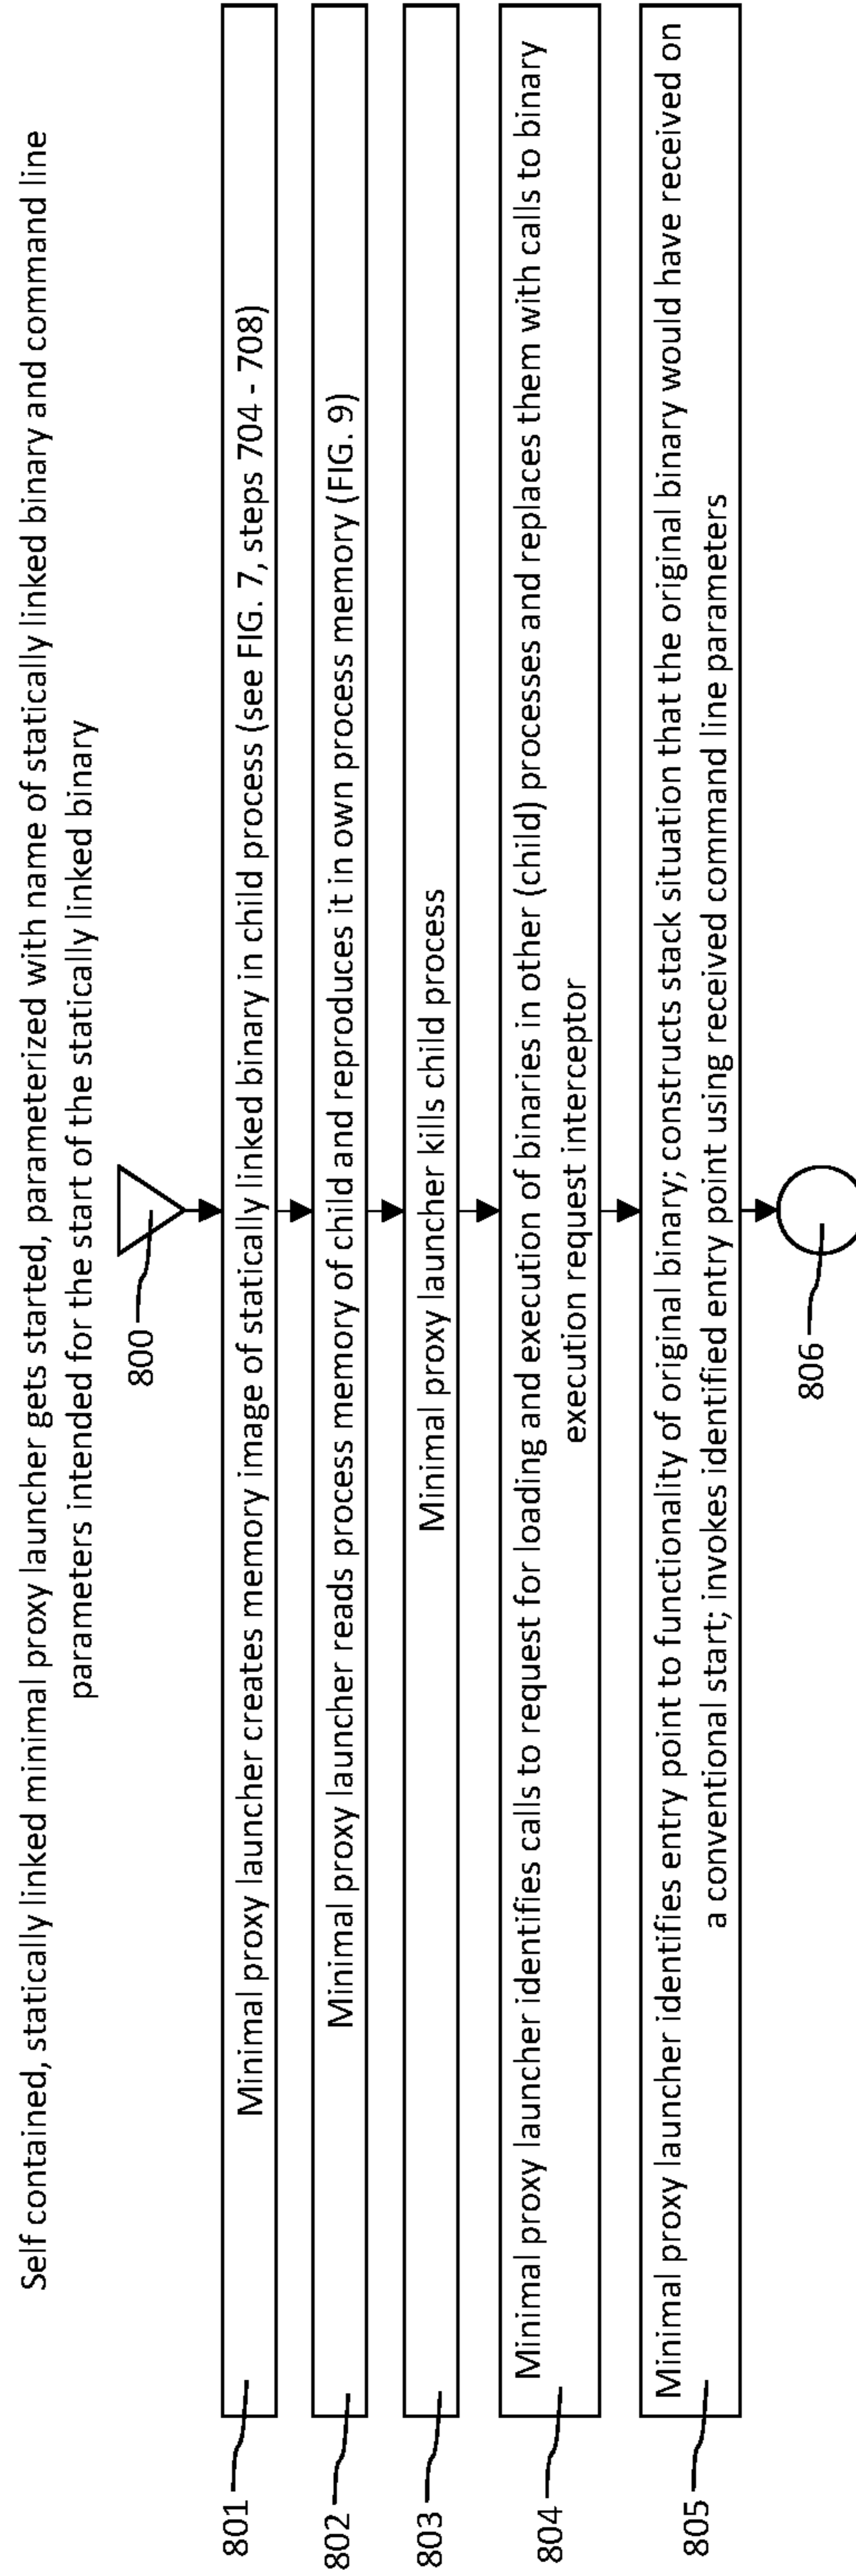 Self contained, statically linked minimal proxy launcher gets started, parameterized with name of statically linked binary and command line
parameters intended for the start of the statically linked binary
800
801
Minimal proxy launcher creates memory image of statically linked binary in child process (see FIG. 7, steps 704 - 708)
802
Minimal proxy launcher reads process memory of child and reproduces it in own process memory (FIG. 9)
803
Minimal proxy launcher kills child process
804
Minimal proxy launcher identifies calls to request for loading and execution of binaries in other (child) processes and replaces them with calls to binary
execution request interceptor
805
Minimal proxy launcher identifies entry point to functionality of original binary; constructs stack situation that the original binary would have received on
a conventional start; invokes identified entry point using received command line parameters
806